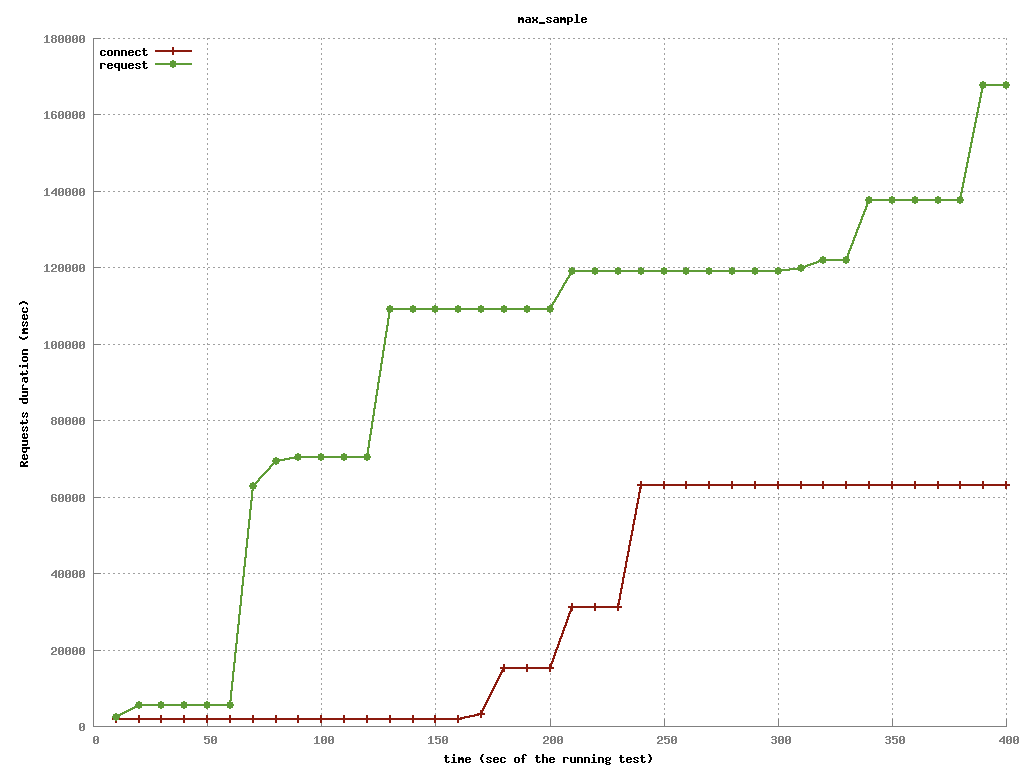 max_sample
connect
request
180000
160000
140000
120000
100000
80000
60000
40000
20000
0
Requests duration (msec)
0 50 100 150 200 250 300 350 400
time (sec of the running test)